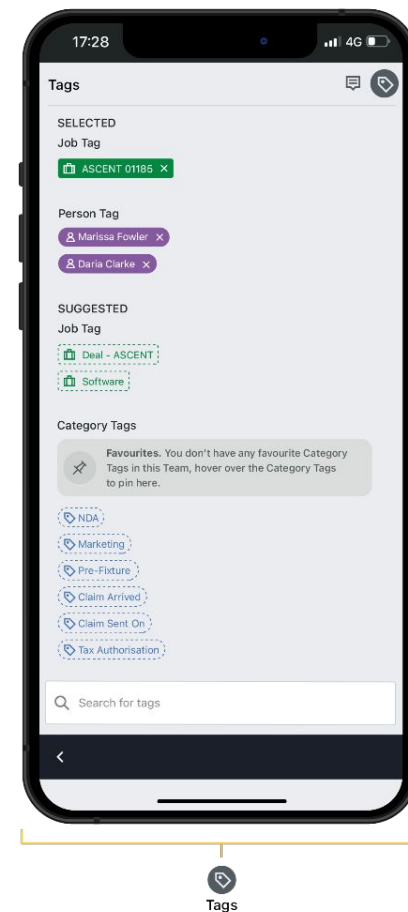 17:28
4G
Tags
SELECTED
Job Tag
ASCENT 01185 ×
Person Tag
Marissa Fowler ×
Daria Clarke ×
SUGGESTED
Job Tag
Deal - ASCENT
Software
Category Tags
Favourites. You don't have any favourite Category
Tags in this Team, hover over the Category Tags
to pin here.
NDA
Marketing
Pre-Fixture
Claim Arrived
Claim Sent On
Tax Authorisation
Search for tags
Tags